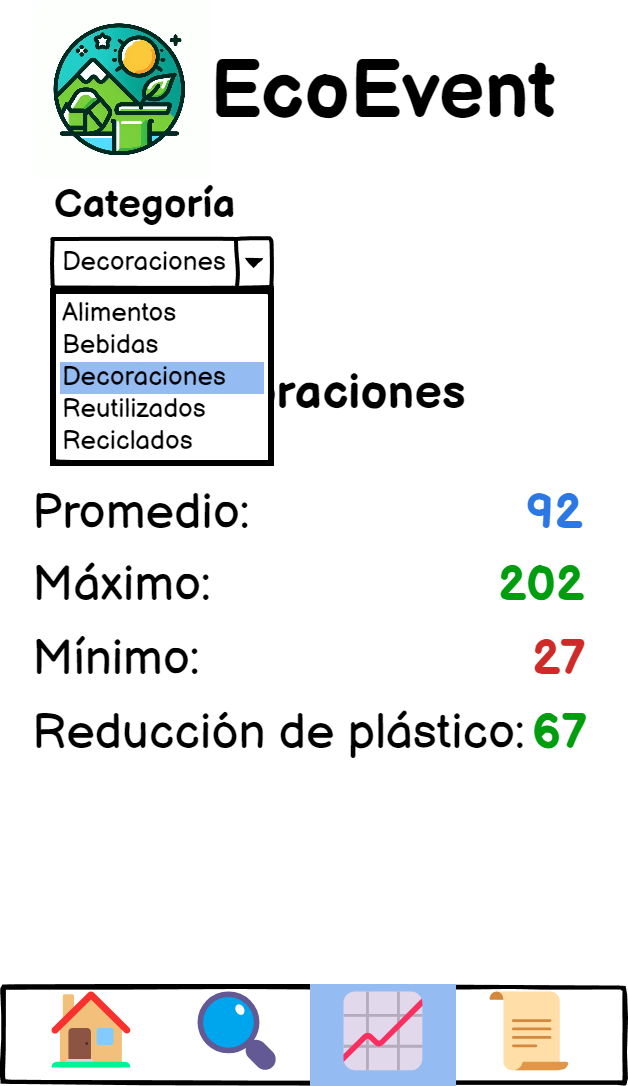 EcoEvent
Categoría
Decoraciones
Alimentos
Bebidas
Decoraciones
Reutilizados
Reciclados
raciones
Promedio: 92
Máximo: 202
Mínimo: 27
Reducción de plástico: 67